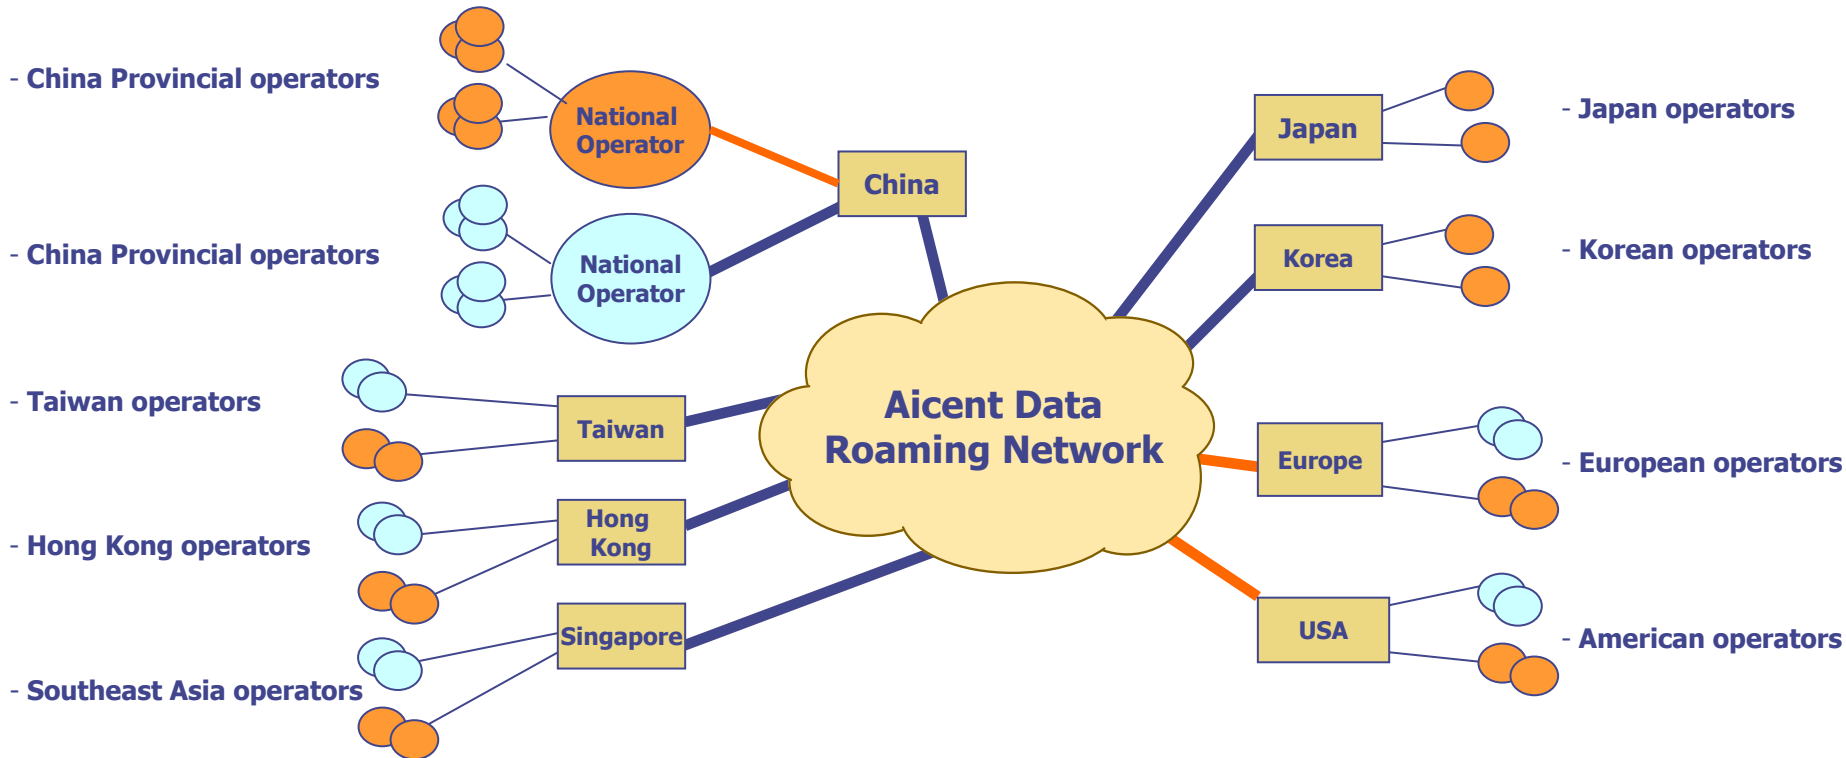 - China Provincial operators
National
Operator
China
- China Provincial operators
National
Operator
- Taiwan operators
Taiwan
- Hong Kong operators
Hong
Kong
- Southeast Asia operators
Singapore
Aicent Data
Roaming Network
Japan
- Japan operators
Korea
- Korean operators
Europe
- European operators
USA
- American operators